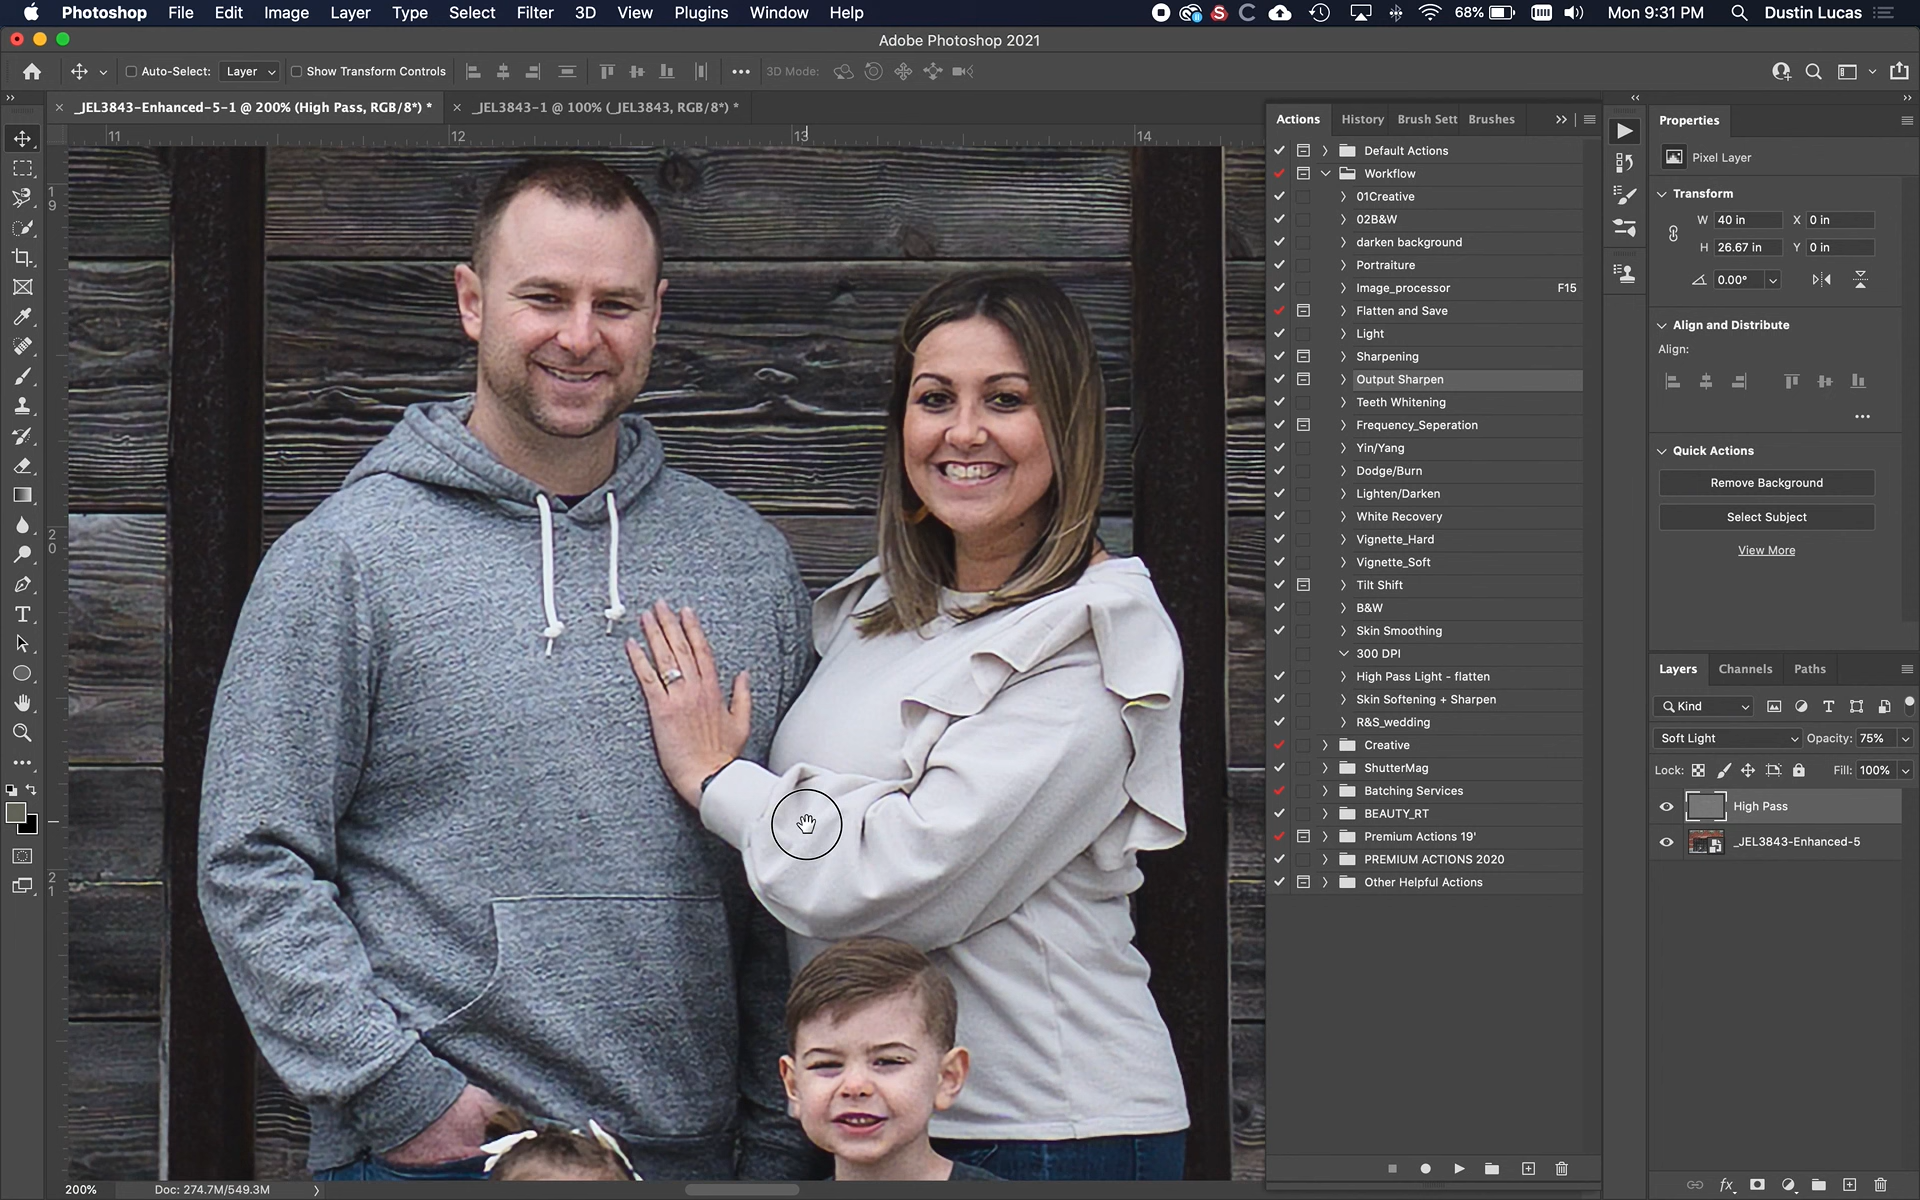 Photoshop File Edit Image Layer Type Select Filter 3D View Plugins Window Help 68% Mon 9:31 PM Dustin Lucas
Adobe Photoshop 2021
Auto-Select: Layer Show Transform Controls 3D Mode:
_JEL3843-Enhanced-5-1 @ 200% (High Pass, RGB/8*) * _JEL3843-1 @ 100% (_JEL3843, RGB/8*) *
11 12 13 14
19
20
21
Actions History Brush Sett Brushes
Default Actions
Workflow
01Creative
02B&W
darken background
Portraiture
Image_processor F15
Flatten and Save
Light
Sharpening
Output Sharpen
Teeth Whitening
Frequency_Seperation
Yin/Yang
Dodge/Burn
Lighten/Darken
White Recovery
Vignette_Hard
Vignette_Soft
Tilt Shift
B&W
Skin Smoothing
300 DPI
High Pass Light - flatten
Skin Softening + Sharpen
R&S_wedding
Creative
ShutterMag
Batching Services
BEAUTY_RT
Premium Actions 19'
PREMIUM ACTIONS 2020
Other Helpful Actions
Properties
Pixel Layer
Transform
W 40 in X 0 in
H 26.67 in Y 0 in
0.00°
Align and Distribute
Align:
Quick Actions
Remove Background
Select Subject
View More
Layers Channels Paths
Kind
Soft Light Opacity: 75%
Lock: Fill: 100%
High Pass
_JEL3843-Enhanced-5
200% Doc: 274.7M/549.3M